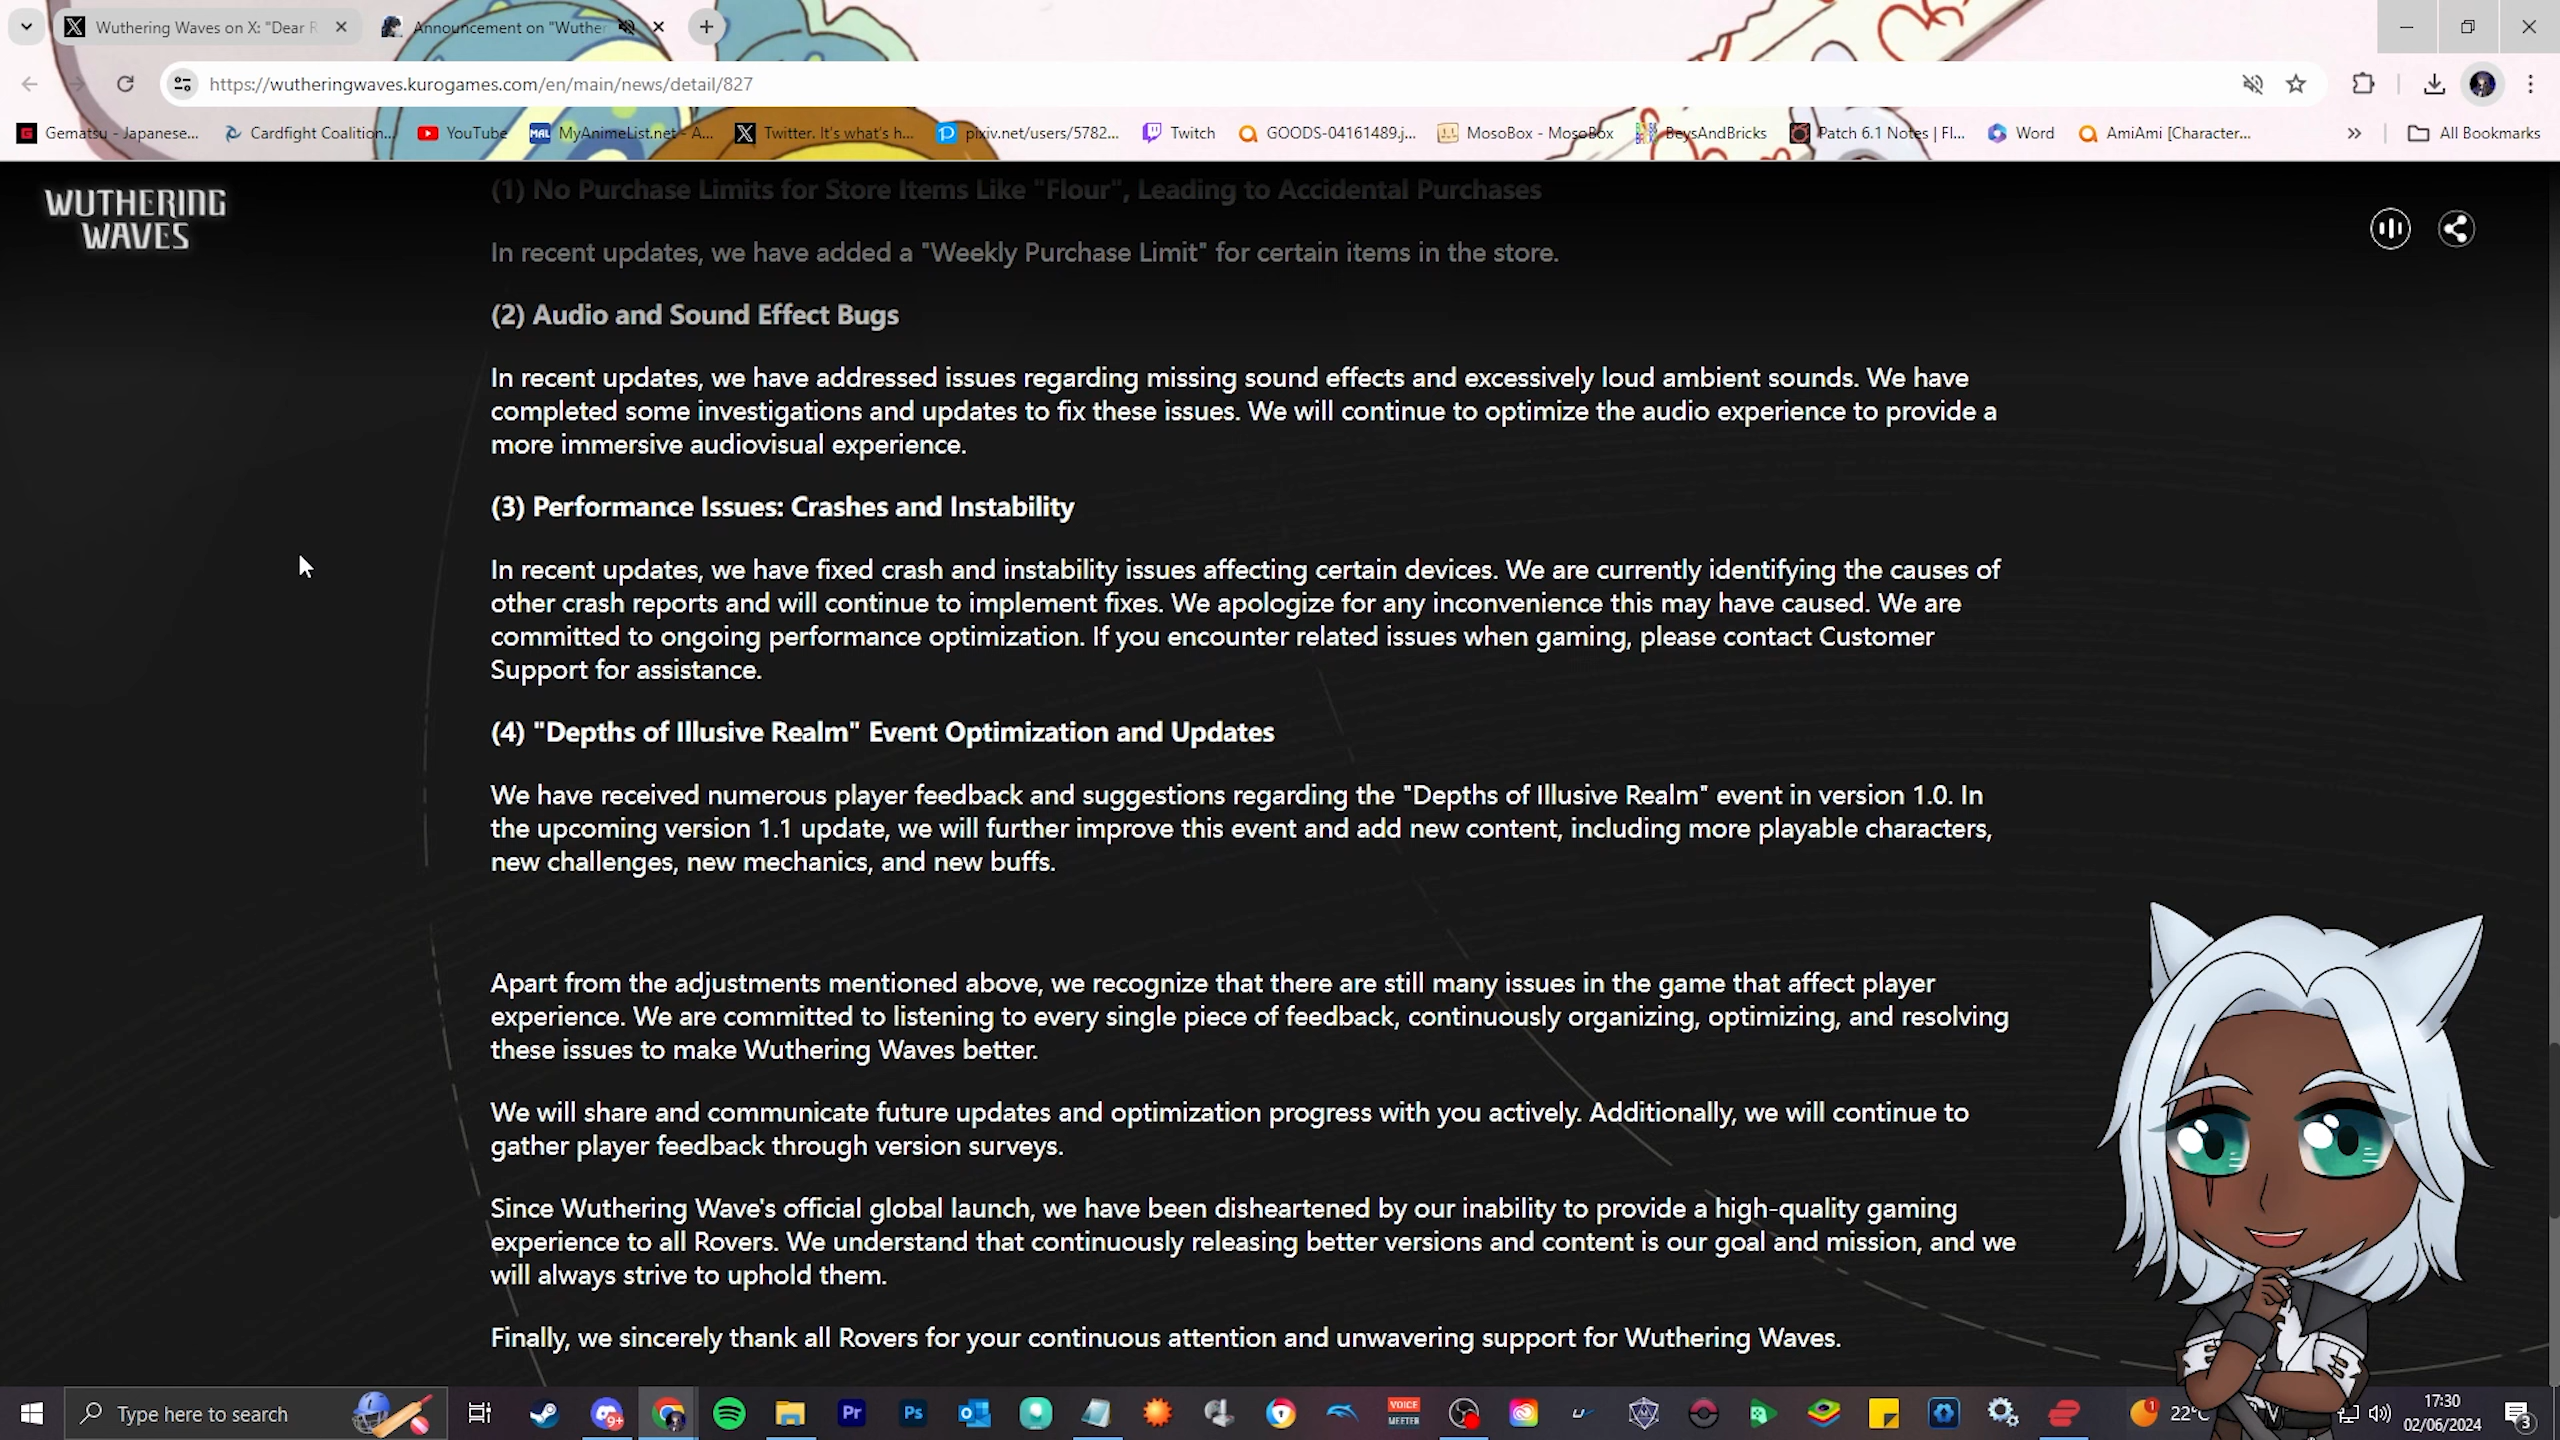 Wuthering Waves on X: "Dear R
Announcement on "Wuther
https://wutheringwaves.kurogames.com/en/main/news/detail/827
Gematsu - Japanese...
Cardfight Coalition...
YouTube
MAL
MyAnimeList.net - A...
Twitter. It's what's h...
pixiv.net/users/5782...
Twitch
GOODS-04161489.j...
MosoBox - MosoBox
BeysAndBricks
Patch 6.1 Notes | FI...
Word
AmiAmi [Character...
All Bookmarks
WUTHERING
WAVES
(1) No Purchase Limits for Store Items Like "Flour", Leading to Accidental Purchases
In recent updates, we have added a "Weekly Purchase Limit" for certain items in the store.
(2) Audio and Sound Effect Bugs
In recent updates, we have addressed issues regarding missing sound effects and excessively loud ambient sounds. We have
completed some investigations and updates to fix these issues. We will continue to optimize the audio experience to provide a
more immersive audiovisual experience.
(3) Performance Issues: Crashes and Instability
In recent updates, we have fixed crash and instability issues affecting certain devices. We are currently identifying the causes of
other crash reports and will continue to implement fixes. We apologize for any inconvenience this may have caused. We are
committed to ongoing performance optimization. If you encounter related issues when gaming, please contact Customer
Support for assistance.
(4) "Depths of Illusive Realm" Event Optimization and Updates
We have received numerous player feedback and suggestions regarding the "Depths of Illusive Realm" event in version 1.0. In
the upcoming version 1.1 update, we will further improve this event and add new content, including more playable characters,
new challenges, new mechanics, and new buffs.
Apart from the adjustments mentioned above, we recognize that there are still many issues in the game that affect player
experience. We are committed to listening to every single piece of feedback, continuously organizing, optimizing, and resolving
these issues to make Wuthering Waves better.
We will share and communicate future updates and optimization progress with you actively. Additionally, we will continue to
gather player feedback through version surveys.
Since Wuthering Wave's official global launch, we have been disheartened by our inability to provide a high-quality gaming
experience to all Rovers. We understand that continuously releasing better versions and content is our goal and mission, and we
will always strive to uphold them.
Finally, we sincerely thank all Rovers for your continuous attention and unwavering support for Wuthering Waves.
Type here to search
9+
Pr
Ps
VOICE
MEETER
1
22°C
17:30
02/06/2024
3